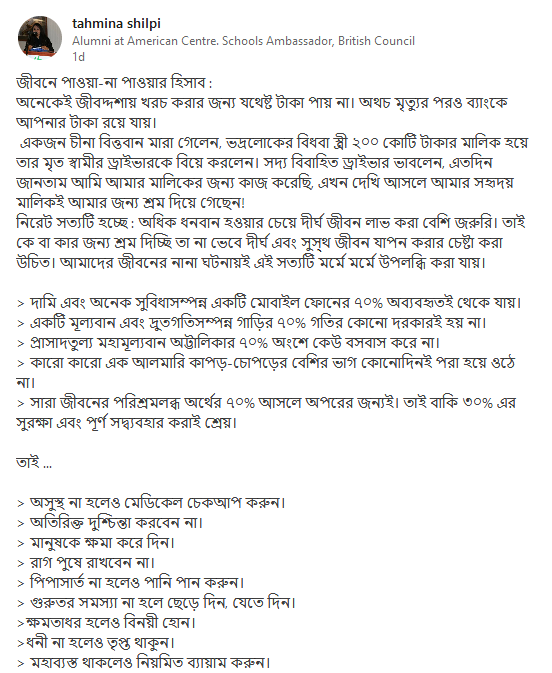 tahmina shilpi
Alumni at American Centre. Schools Ambassador, British Council
1d
জীবনে পাওয়া-না পাওয়ার হিসাব :
অনেকেই জীবদ্দশায় খরচ করার জন্য যথেষ্ট টাকা পায় না। অথচ মৃত্যুর পরও ব্যাংকে
আপনার টাকা রয়ে যায়।
একজন চীনা বিত্তবান মারা গেলেন, ভদ্রলোকের বিধবা স্ত্রী ২০০ কোটি টাকার মালিক হয়ে
তার মৃত স্বামীর ড্রাইভারকে বিয়ে করলেন। সদ্য বিবাহিত ড্রাইভার ভাবলেন, এতদিন
জানতাম আমি আমার মালিকের জন্য কাজ করেছি, এখন দেখি আসলে আমার সহৃদয়
মালিকই আমার জন্য শ্রম দিয়ে গেছেন!
নিরেট সত্যটি হচ্ছে : অধিক ধনবান হওয়ার চেয়ে দীর্ঘ জীবন লাভ করা বেশি জরুরি। তাই
কে বা কার জন্য শ্রম দিচ্ছি তা না ভেবে দীর্ঘ এবং সুস্থ জীবন যাপন করার চেষ্টা করা
উচিত। আমাদের জীবনের নানা ঘটনায়ই এই সত্যটি মর্মে মর্মে উপলব্ধি করা যায়।
> দামি এবং অনেক সুবিধাসম্পন্ন একটি মোবাইল ফোনের ৭০% অব্যবহৃতই থেকে যায়।
> একটি মূল্যবান এবং দ্রুতগতিসম্পন্ন গাড়ির ৭০% গতির কোনো দরকারই হয় না।
> প্রাসাদতুল্য মহামূল্যবান অট্টালিকার ৭০% অংশে কেউ বসবাস করে না।
> কারো কারো এক আলমারি কাপড়-চোপড়ের বেশির ভাগ কোনোদিনই পরা হয়ে ওঠে
না।
> সারা জীবনের পরিশ্রমলব্ধ অর্থের ৭০% আসলে অপরের জন্যই। তাই বাকি ৩০% এর
সুরক্ষা এবং পূর্ণ সদ্ব্যবহার করাই শ্রেয়।
তাই ...
> অসুস্থ না হলেও মেডিকেল চেকআপ করুন।
> অতিরিক্ত দুশ্চিন্তা করবেন না।
> মানুষকে ক্ষমা করে দিন।
> রাগ পুষে রাখবেন না।
> পিপাসার্ত না হলেও পানি পান করুন।
> গুরুতর সমস্যা না হলে ছেড়ে দিন, যেতে দিন।
>ক্ষমতাধর হলেও বিনয়ী হোন।
>ধনী না হলেও তৃপ্ত থাকুন।
> মহাব্যস্ত থাকলেও নিয়মিত ব্যায়াম করুন।